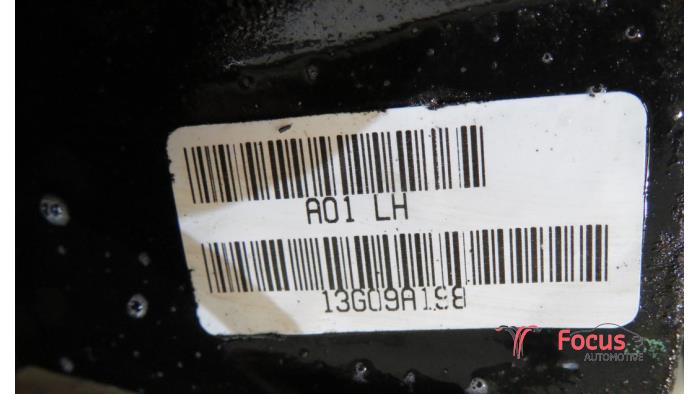 A01 LH
13G09A198
Focus
AUTOMOTIVE